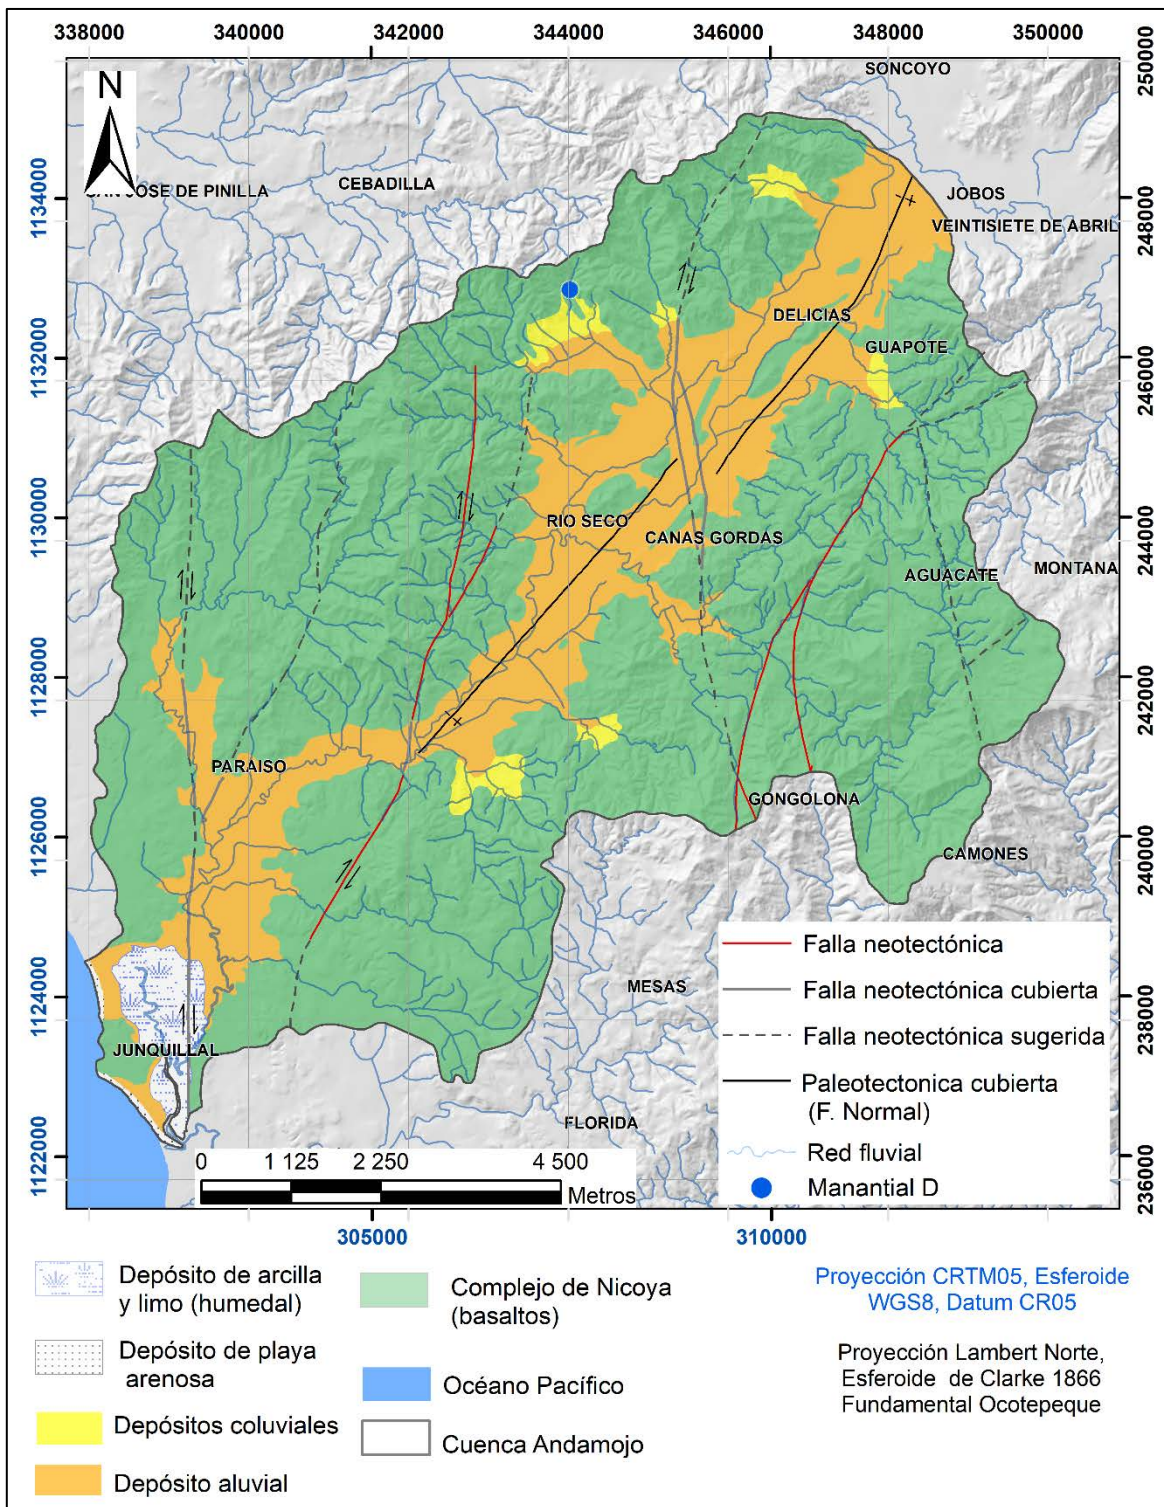 338000 340000 342000 344000 346000 348000 350000
250000
248000
246000
244000
242000
240000
238000
236000
1134000
1132000
1130000
1128000
1126000
1124000
1122000
N
SONCOYO
SAN JOSE DE PINILLA
CEBADILLA
JOBOS
VEINTISIETE DE ABRIL
DELICIAS
GUAPOTE
RIO SECO
CANAS GORDAS
AGUACATE
MONTANA
PARAISO
GONGOLONA
CAMONES
MESAS
JUNQUILLAL
FLORIDA
Falla neotectónica
Falla neotectónica cubierta
Falla neotectónica sugerida
Paleotectonica cubierta
(F. Normal)
Red fluvial
Manantial D
0 1 125 2 250 4 500
Metros
305000 310000
Depósito de arcilla
y limo (humedal)
Depósito de playa
arenosa
Depósitos coluviales
Depósito aluvial
Complejo de Nicoya
(basaltos)
Océano Pacífico
Cuenca Andamojo
Proyección CRTM05, Esferoide
WGS8, Datum CR05
Proyección Lambert Norte,
Esferoide de Clarke 1866
Fundamental Ocotepeque